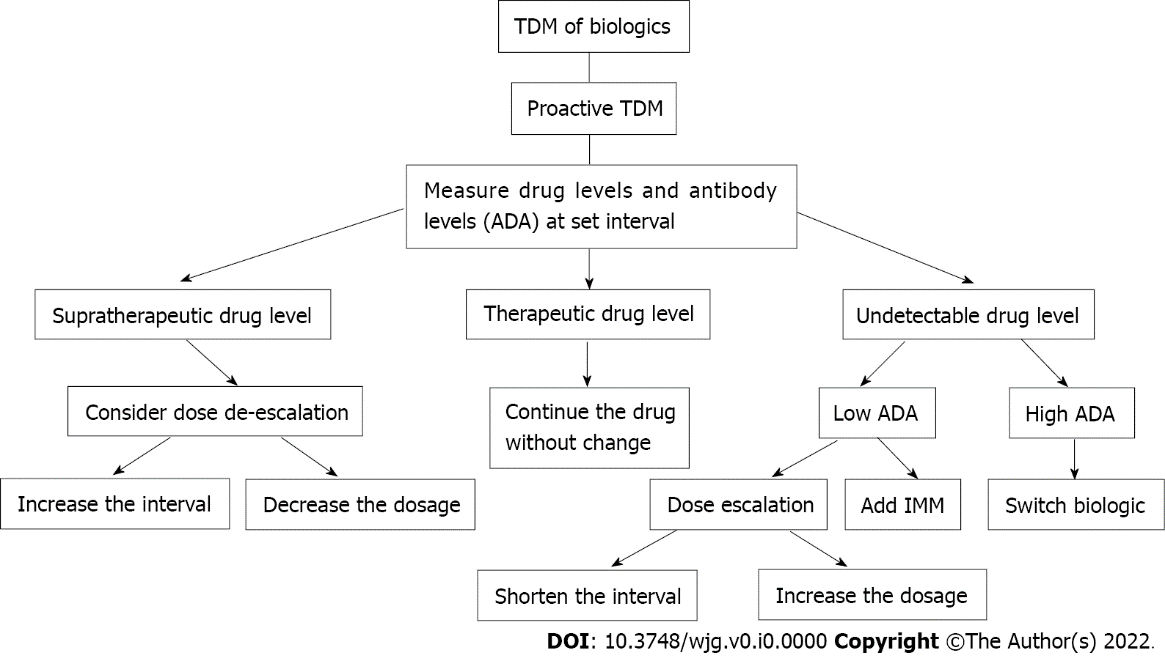 TDM of biologics
Proactive TDM
Measure drug levels and antibody
levels (ADA) at set interval
Supratherapeutic drug level
Therapeutic drug level
Undetectable drug level
Consider dose de-escalation
Continue the drug
without change
Low ADA
High ADA
Increase the interval
Decrease the dosage
Dose escalation
Add IMM
Switch biologic
Shorten the interval
Increase the dosage
DOI: 10.3748/wjg.v0.i0.0000 Copyright ©The Author(s) 2022.